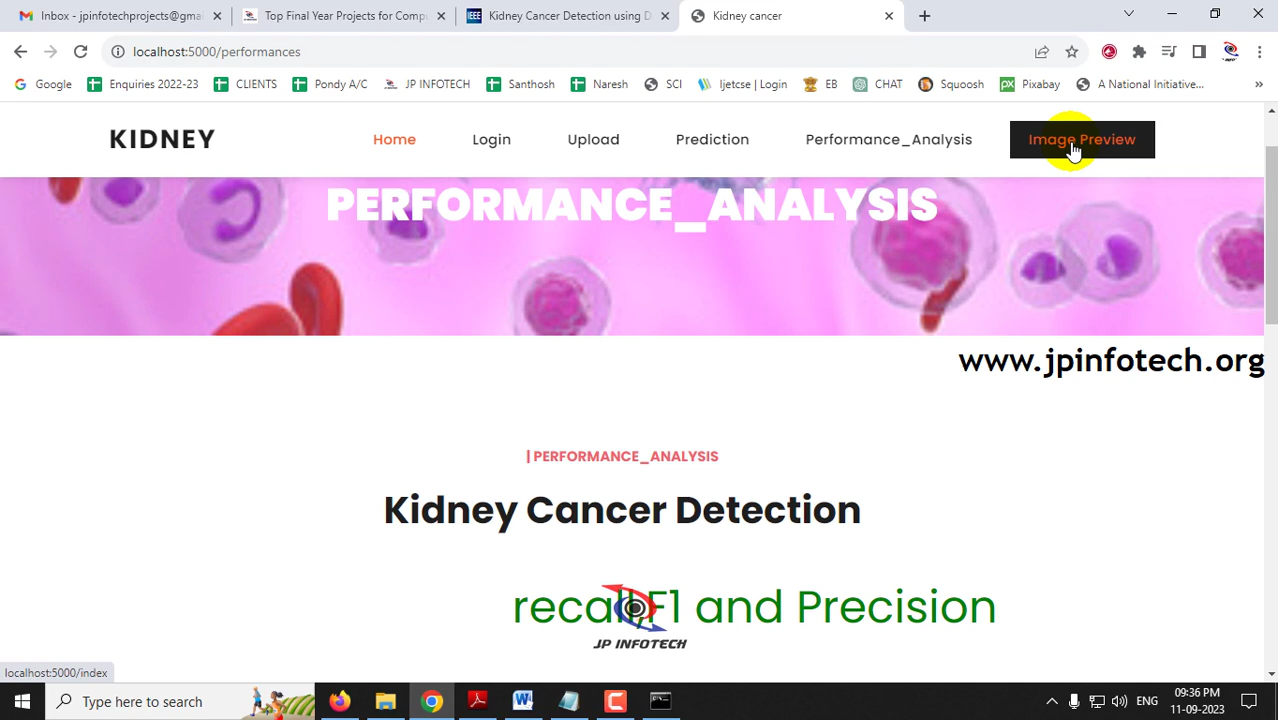 Inbox - jpinfotechprojects@gma
Top Final Year Projects for Compu
IEEE
Kidney Cancer Detection using D
Kidney cancer
localhost:5000/performances
Google
Enquiries 2022-23
CLIENTS
Pondy A/C
JP INFOTECH
Santhosh
Naresh
SCI
Ijetcse | Login
EB
CHAT
Squoosh
px
Pixabay
A National Initiative...
»
KIDNEY
Home
Login
Upload
Prediction
Performance_Analysis
Image Preview
PERFORMANCE_ANALYSIS
www.jpinfotech.org
| PERFORMANCE_ANALYSIS
Kidney Cancer Detection
recall,F1 and Precision
JP INFOTECH
localhost:5000/index
Type here to search
ENG
09:36 PM
11-09-2023